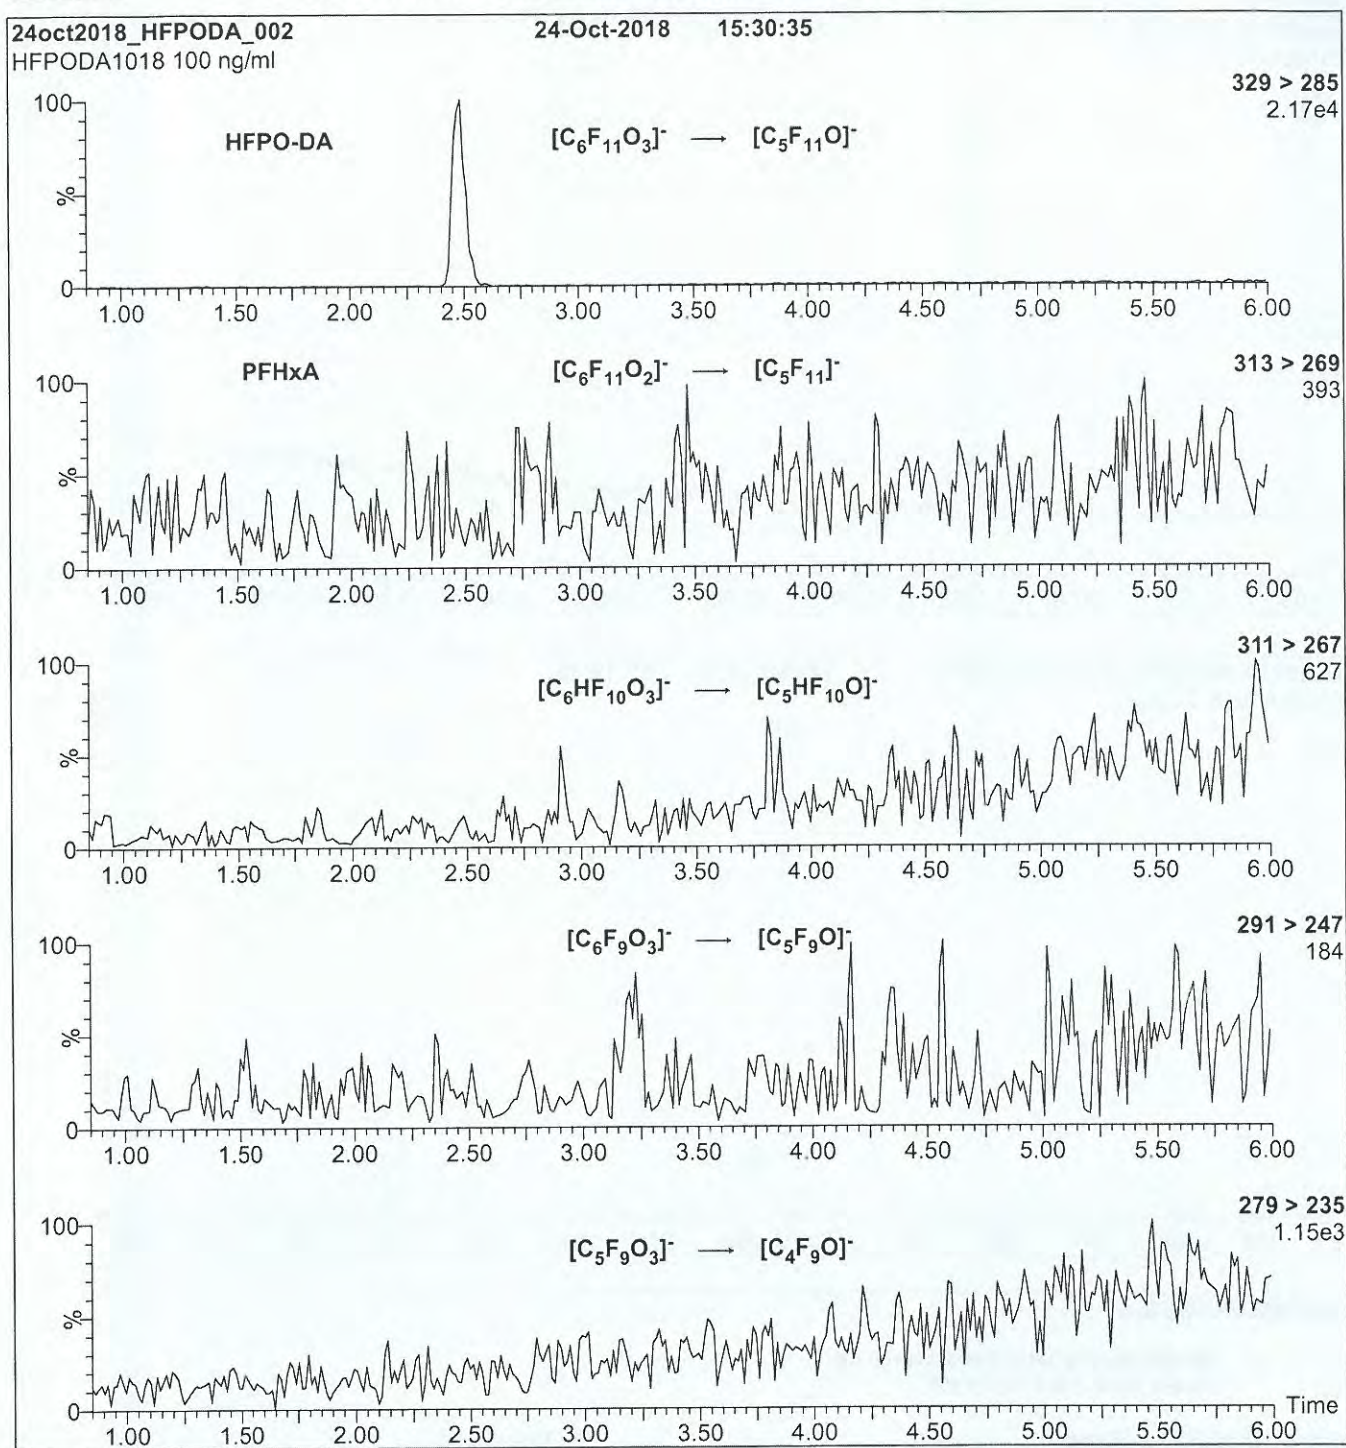 24oct2018_HFPODA_002 24-Oct-2018 15:30:35
HFPODA1018 100 ng/ml
329 > 285
2.17e4
HFPO-DA [C₆F₁₁O₃]⁻ → [C₅F₁₁O]⁻
100
%
0
1.00 1.50 2.00 2.50 3.00 3.50 4.00 4.50 5.00 5.50 6.00
313 > 269
393
PFHxA [C₆F₁₁O₂]⁻ → [C₅F₁₁]⁻
100
%
0
1.00 1.50 2.00 2.50 3.00 3.50 4.00 4.50 5.00 5.50 6.00
311 > 267
627
[C₆HF₁₀O₃]⁻ → [C₅HF₁₀O]⁻
100
%
0
1.00 1.50 2.00 2.50 3.00 3.50 4.00 4.50 5.00 5.50 6.00
291 > 247
184
[C₆F₉O₃]⁻ → [C₅F₉O]⁻
100
%
0
1.00 1.50 2.00 2.50 3.00 3.50 4.00 4.50 5.00 5.50 6.00
279 > 235
1.15e3
[C₅F₉O₃]⁻ → [C₄F₉O]⁻
100
%
0
1.00 1.50 2.00 2.50 3.00 3.50 4.00 4.50 5.00 5.50 6.00 Time